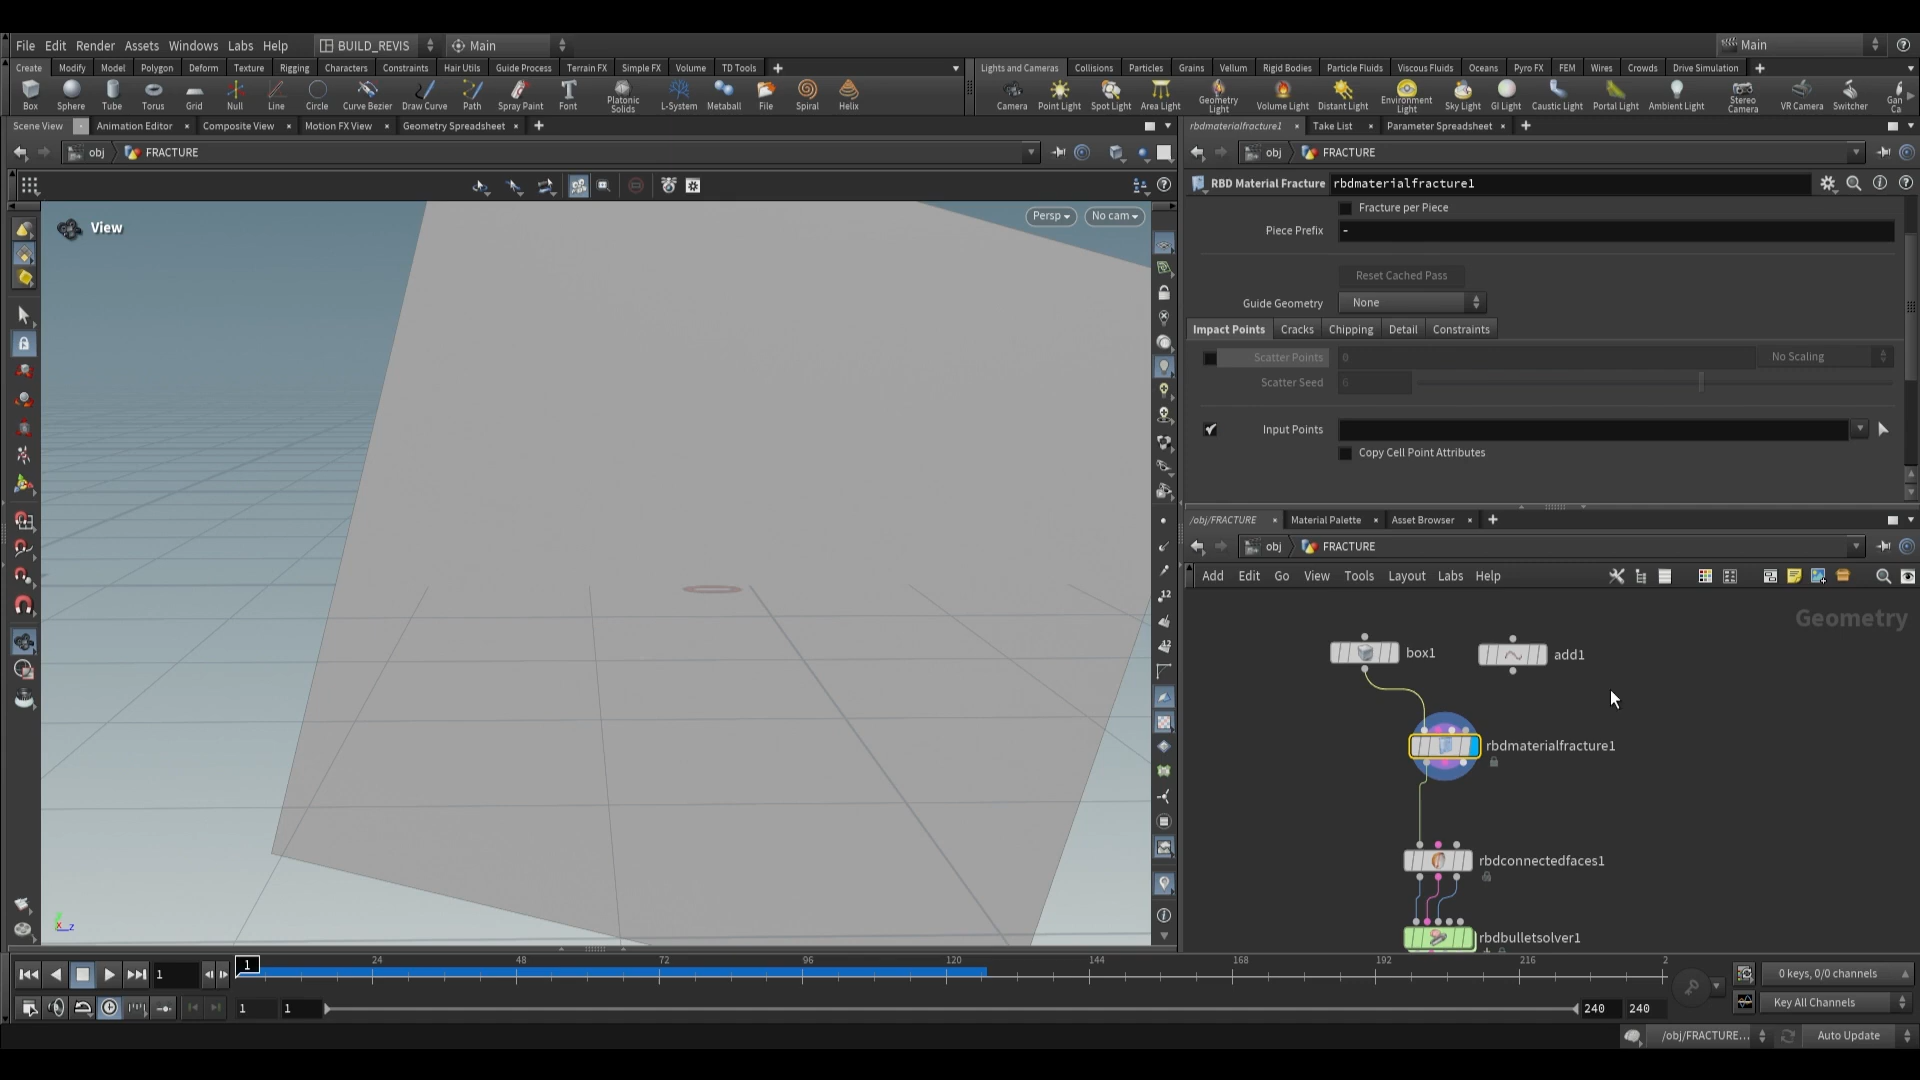 File Edit Render Assets Windows Labs Help BUILD_REVIS Main Main
Create Modify Model Polygon Deform Texture Rigging Characters Constraints Hair Utils Guide Process Terrain FX Simple FX Volume TD Tools
Lights and Cameras Collisions Particles Grains Vellum Rigid Bodies Particle Fluids Viscous Fluids Oceans Pyro FX FEM Wires Crowds Drive Simulation
Box Sphere Tube Torus Grid Null Line Circle Curve Bezier Draw Curve Path Spray Paint Font Platonic Solids L-System Metaball File Spiral Helix
Camera Point Light Spot Light Area Light Geometry Light Volume Light Distant Light Environment Light Sky Light GI Light Caustic Light Portal Light Ambient Light Stereo Camera VR Camera Switcher
Scene View Animation Editor Composite View Motion FX View Geometry Spreadsheet
rbdmaterialfracture1 Take List Parameter Spreadsheet
obj FRACTURE
obj FRACTURE
RBD Material Fracture rbdmaterialfracture1
View
Persp No cam
Fracture per Piece
Piece Prefix -
Reset Cached Pass
Guide Geometry None
Impact Points Cracks Chipping Detail Constraints
Scatter Points 0 No Scaling
Scatter Seed 6
Input Points
Copy Cell Point Attributes
/obj/FRACTURE Material Palette Asset Browser
obj FRACTURE
Add Edit Go View Tools Layout Labs Help
Geometry
box1
add1
rbdmaterialfracture1
rbdconnectedfaces1
rbdbulletsolver1
1 1 24 48 72 96 120 144 168 192 216 2
0 keys, 0/0 channels
1 1 240 240 Key All Channels
/obj/FRACTURE... Auto Update